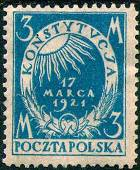 3 M
KONSTYTUCJA
17
MARCA
1921
M 3
POCZTA POLSKA